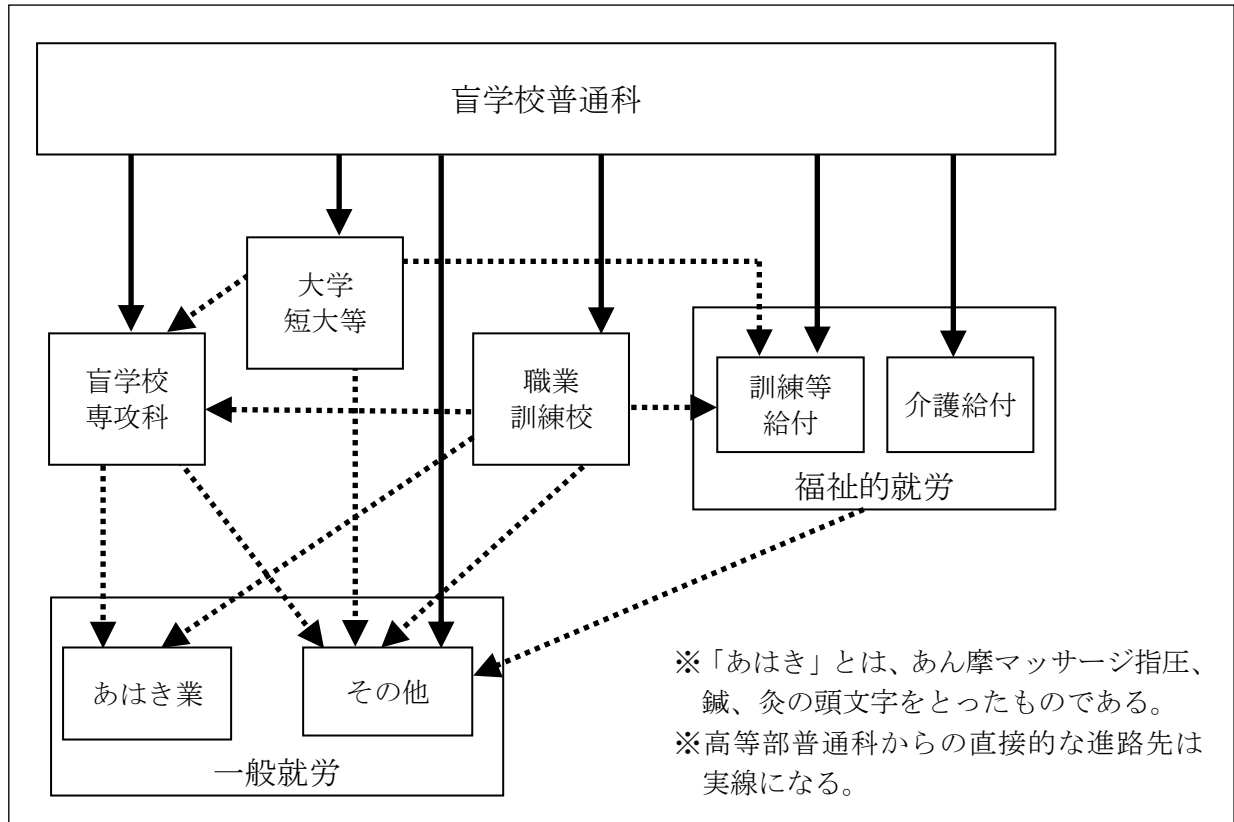 盲学校普通科
大学
短大等
盲学校
専攻科
職業
訓練校
訓練等
給付
介護給付
福祉的就労
あはき業
その他
一般就労
※「あはき」とは、あん摩マッサージ指圧、
鍼、灸の頭文字をとったものである。
※高等部普通科からの直接的な進路先は
実線になる。